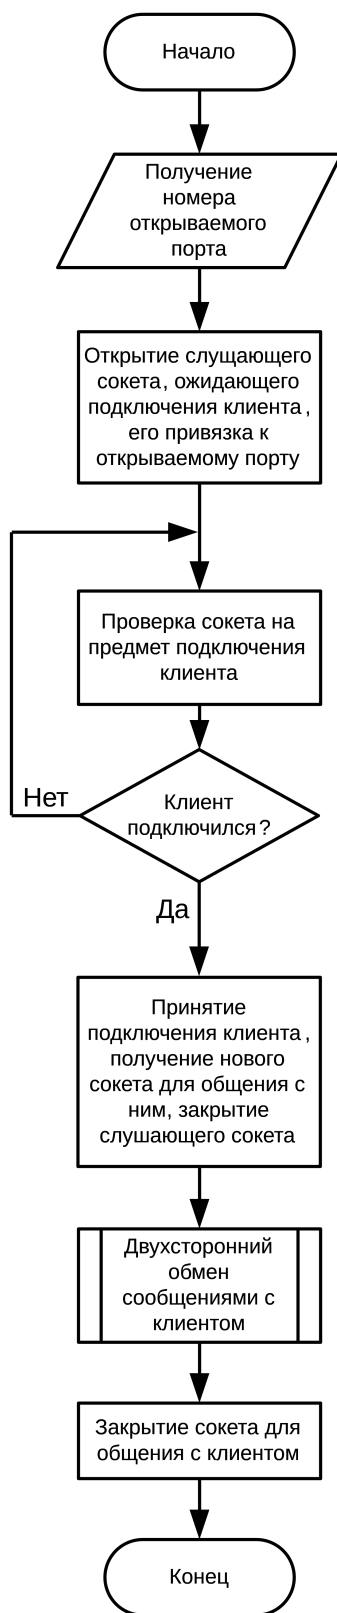 Начало
Получение
номера
открываемого
порта
Открытие слущающего
сокета, ожидающего
подключения клиента,
его привязка к
открываемому порту
Проверка сокета на
предмет подключения
клиента
Нет
Клиент
подключился?
Да
Принятие
подключения клиента,
получение нового
сокета для общения с
ним, закрытие
слушающего сокета
Двухсторонний
обмен
сообщениями с
клиентом
Закрытие сокета для
общения с клиентом
Конец